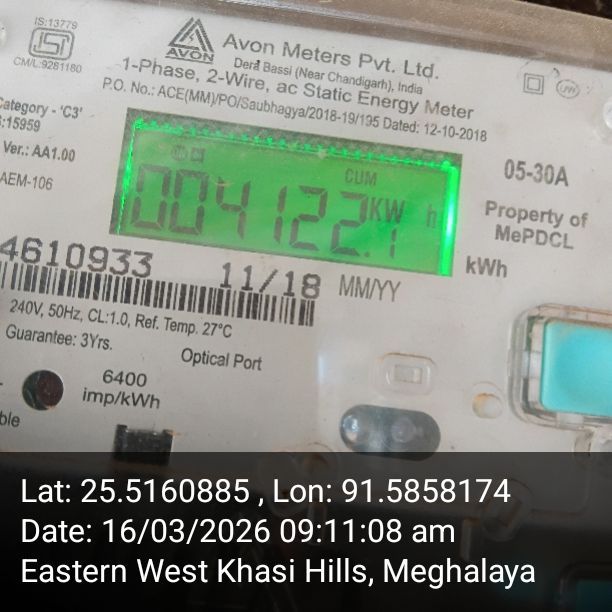 IS:13779
CM/L:9281180
AVON
Avon Meters Pvt. Ltd.
Dera Bassi (Near Chandigarh), India
1-Phase, 2-Wire, ac Static Energy Meter
P.O. No.: ACE(MM)/PO/Saubhagya/2018-19/195 Dated: 12-10-2018
Category - 'C3'
:15959
Ver.: AA1.00
AEM-106
CUM
004122.1
KW h
kWh
05-30A
Property of
MePDCL
4610933
11/18 MM/YY
240V, 50Hz, CL:1.0, Ref. Temp. 27°C
Guarantee: 3Yrs.
Optical Port
6400
imp/kWh
Lat: 25.5160885 , Lon: 91.5858174
Date: 16/03/2026 09:11:08 am
Eastern West Khasi Hills, Meghalaya